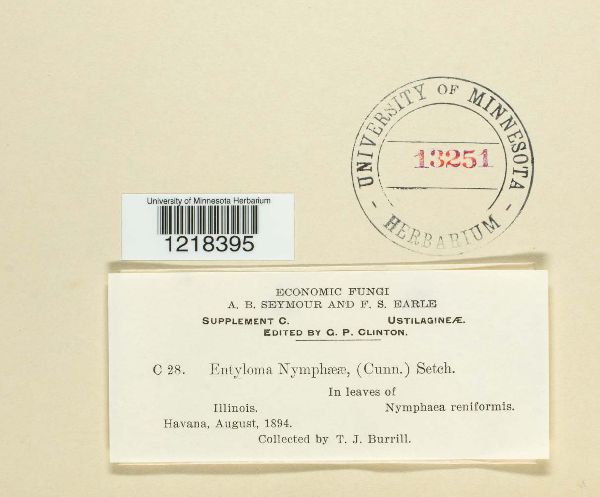 UNIVERSITY OF MINNESOTA
13251
- HERBARIUM -
University of Minnesota Herbarium
1218395
ECONOMIC FUNGI
A. B. SEYMOUR AND F. S. EARLE
SUPPLEMENT C. USTILAGINEÆ.
EDITED BY G. P. CLINTON.
C 28. Entyloma Nymphææ, (Cunn.) Setch.
In leaves of
Illinois. Nymphaea reniformis.
Havana, August, 1894.
Collected by T. J. Burrill.